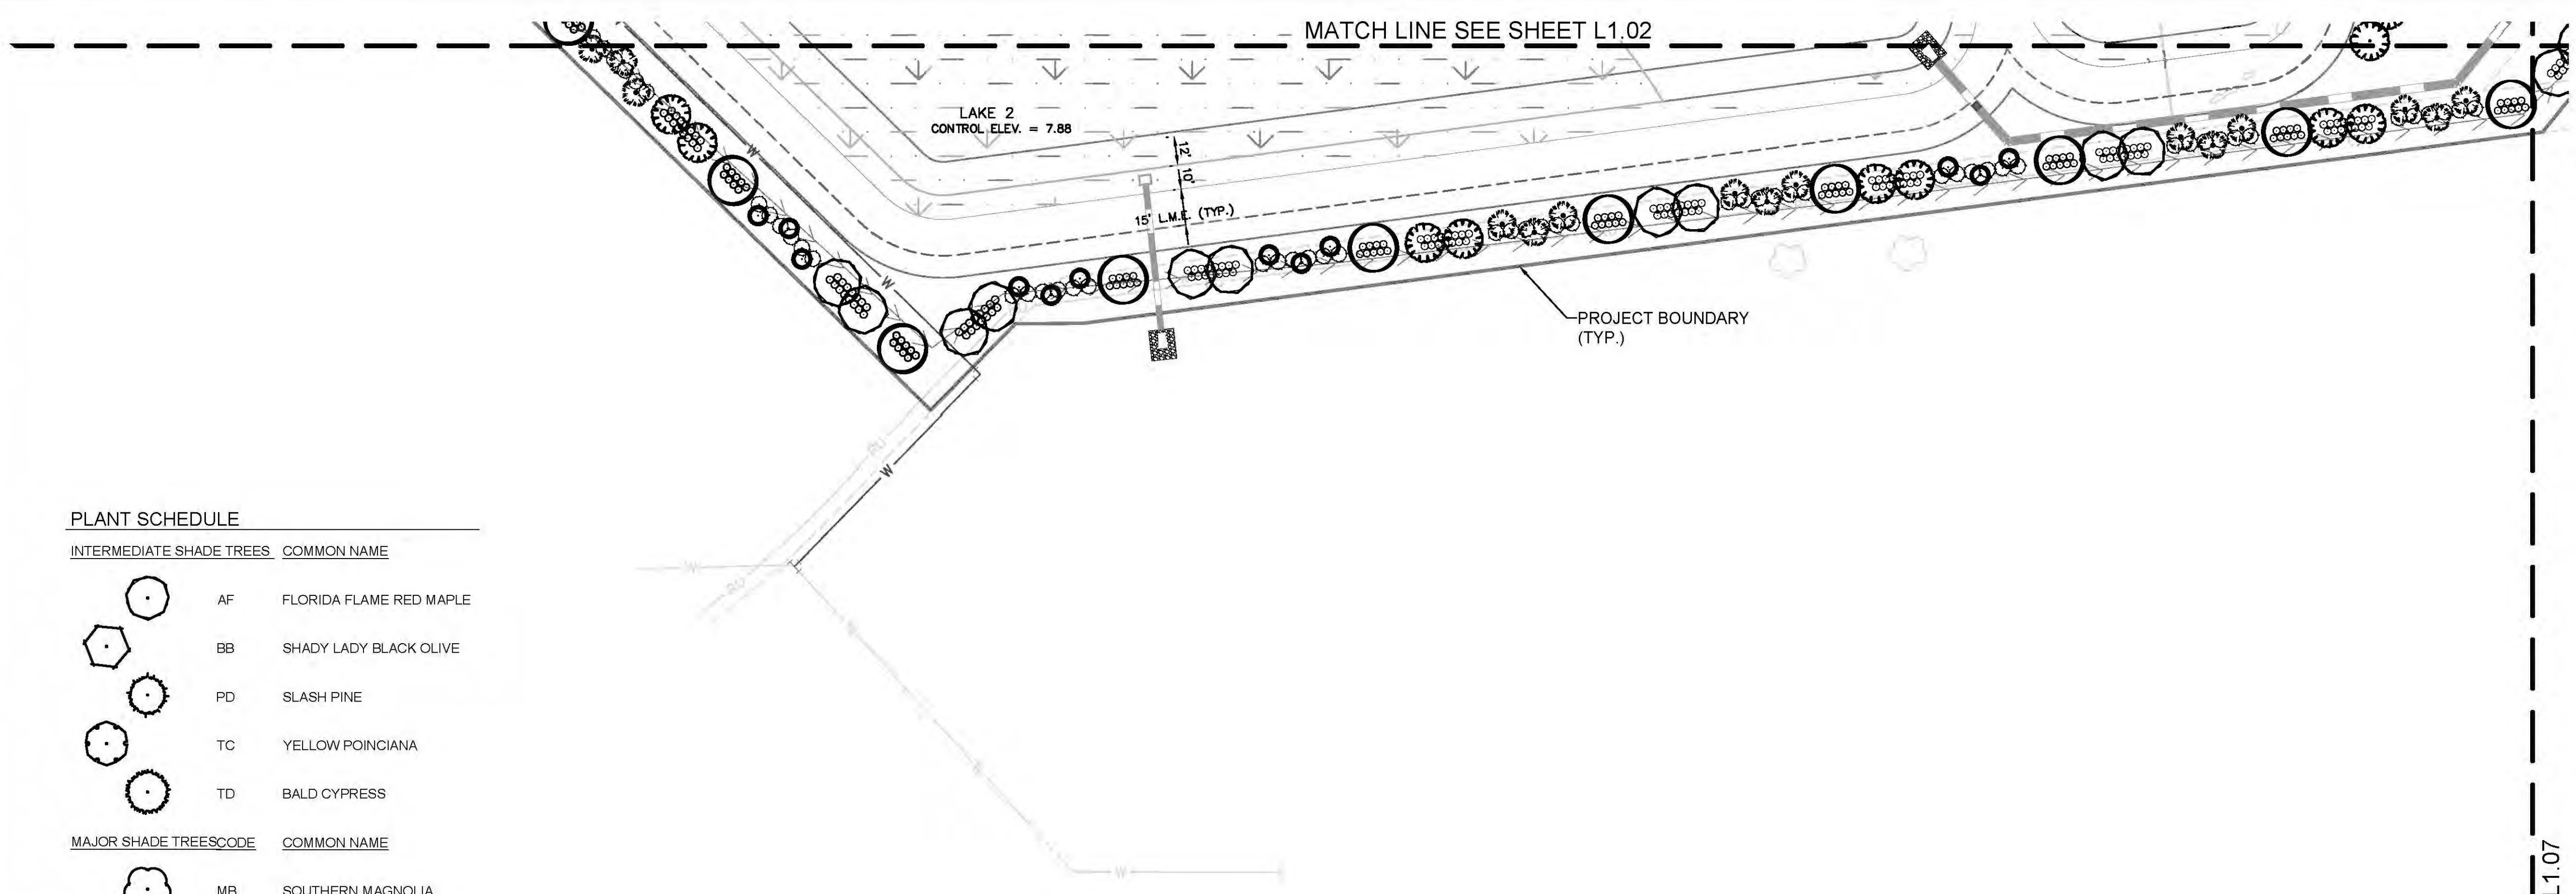 MATCH LINE SEE SHEET L1.02
LAKE 2
CONTROL ELEV. = 7.88
12'
10'
15' L.M.E. (TYP.)
W
W
PROJECT BOUNDARY
(TYP.)
RU
W
W
RU
W
L1.07
PLANT SCHEDULE
INTERMEDIATE SHADE TREES COMMON NAME
AF FLORIDA FLAME RED MAPLE
BB SHADY LADY BLACK OLIVE
PD SLASH PINE
TC YELLOW POINCIANA
TD BALD CYPRESS
MAJOR SHADE TREES CODE COMMON NAME
MB SOUTHERN MAGNOLIA